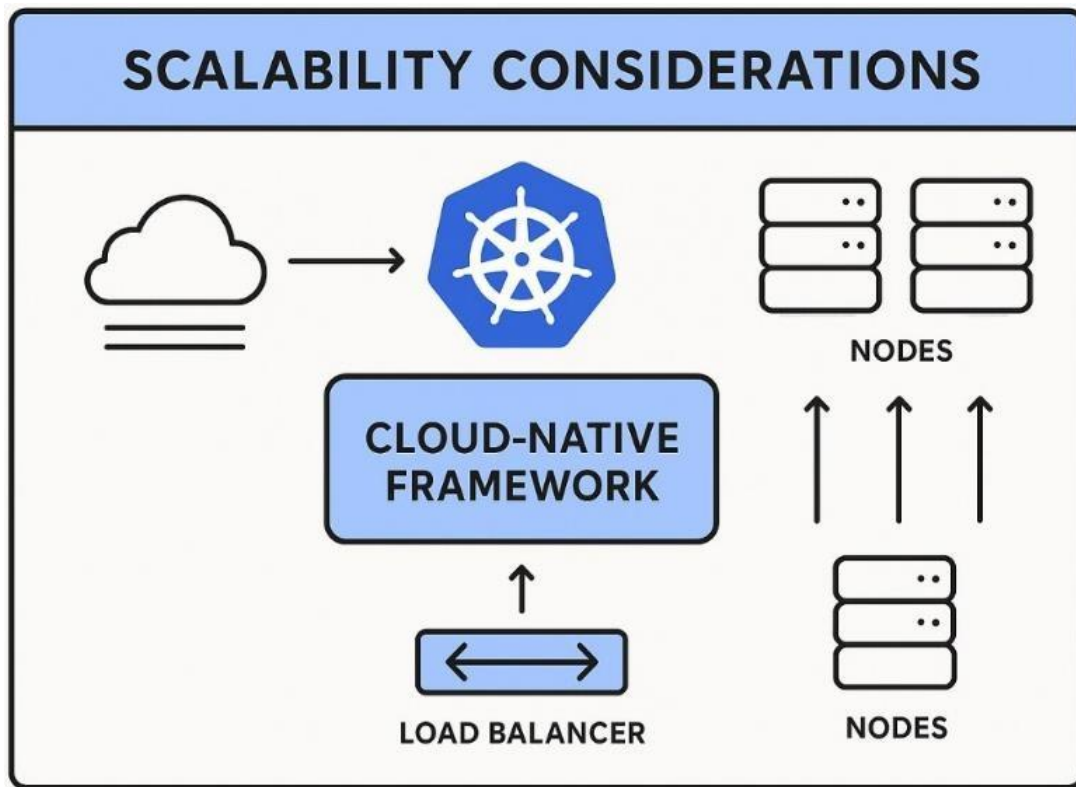 SCALABILITY CONSIDERATIONS
NODES
CLOUD-NATIVE
FRAMEWORK
LOAD BALANCER
NODES